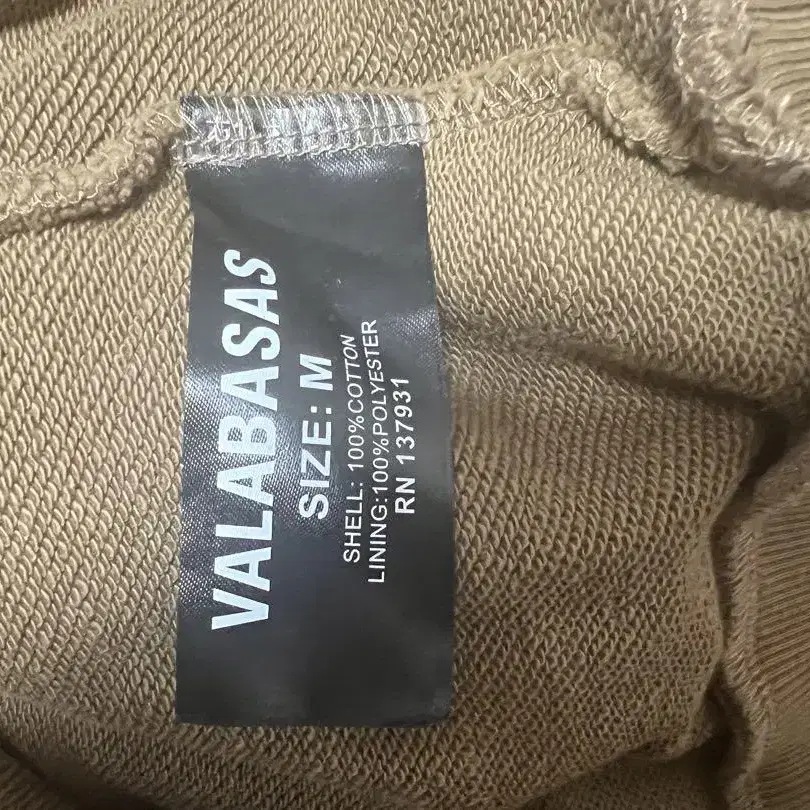 VALABASAS
SIZE: M
SHELL: 100%COTTON
LINING:100%POLYESTER
RN 137931